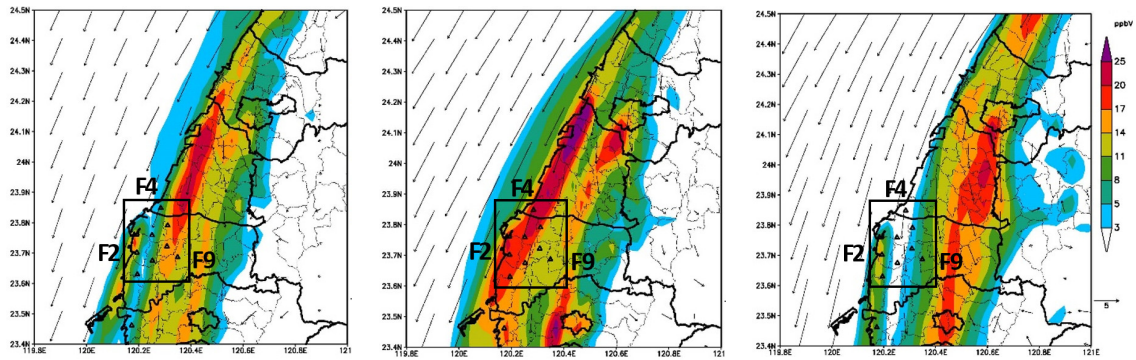 24.5N
24.4N
24.3N
24.2N
24.1N
24N
23.9N
23.8N
23.7N
23.6N
23.5N
23.4N
119.8E 120E 120.2E 120.4E 120.6E 120.8E 121
F4
F2
F9
24.5N
24.4N
24.3N
24.2N
24.1N
24N
23.9N
23.8N
23.7N
23.6N
23.5N
23.4N
119.8E 120E 120.2E 120.4E 120.6E 120.8E 121
F4
F2
F9
24.5N
24.4N
24.3N
24.2N
24.1N
24N
23.9N
23.8N
23.7N
23.6N
23.5N
23.4N
119.8E 120E 120.2E 120.4E 120.6E 120.8E 121E
F4
F2
F9
ppbV
25
20
17
14
11
8
5
3
5